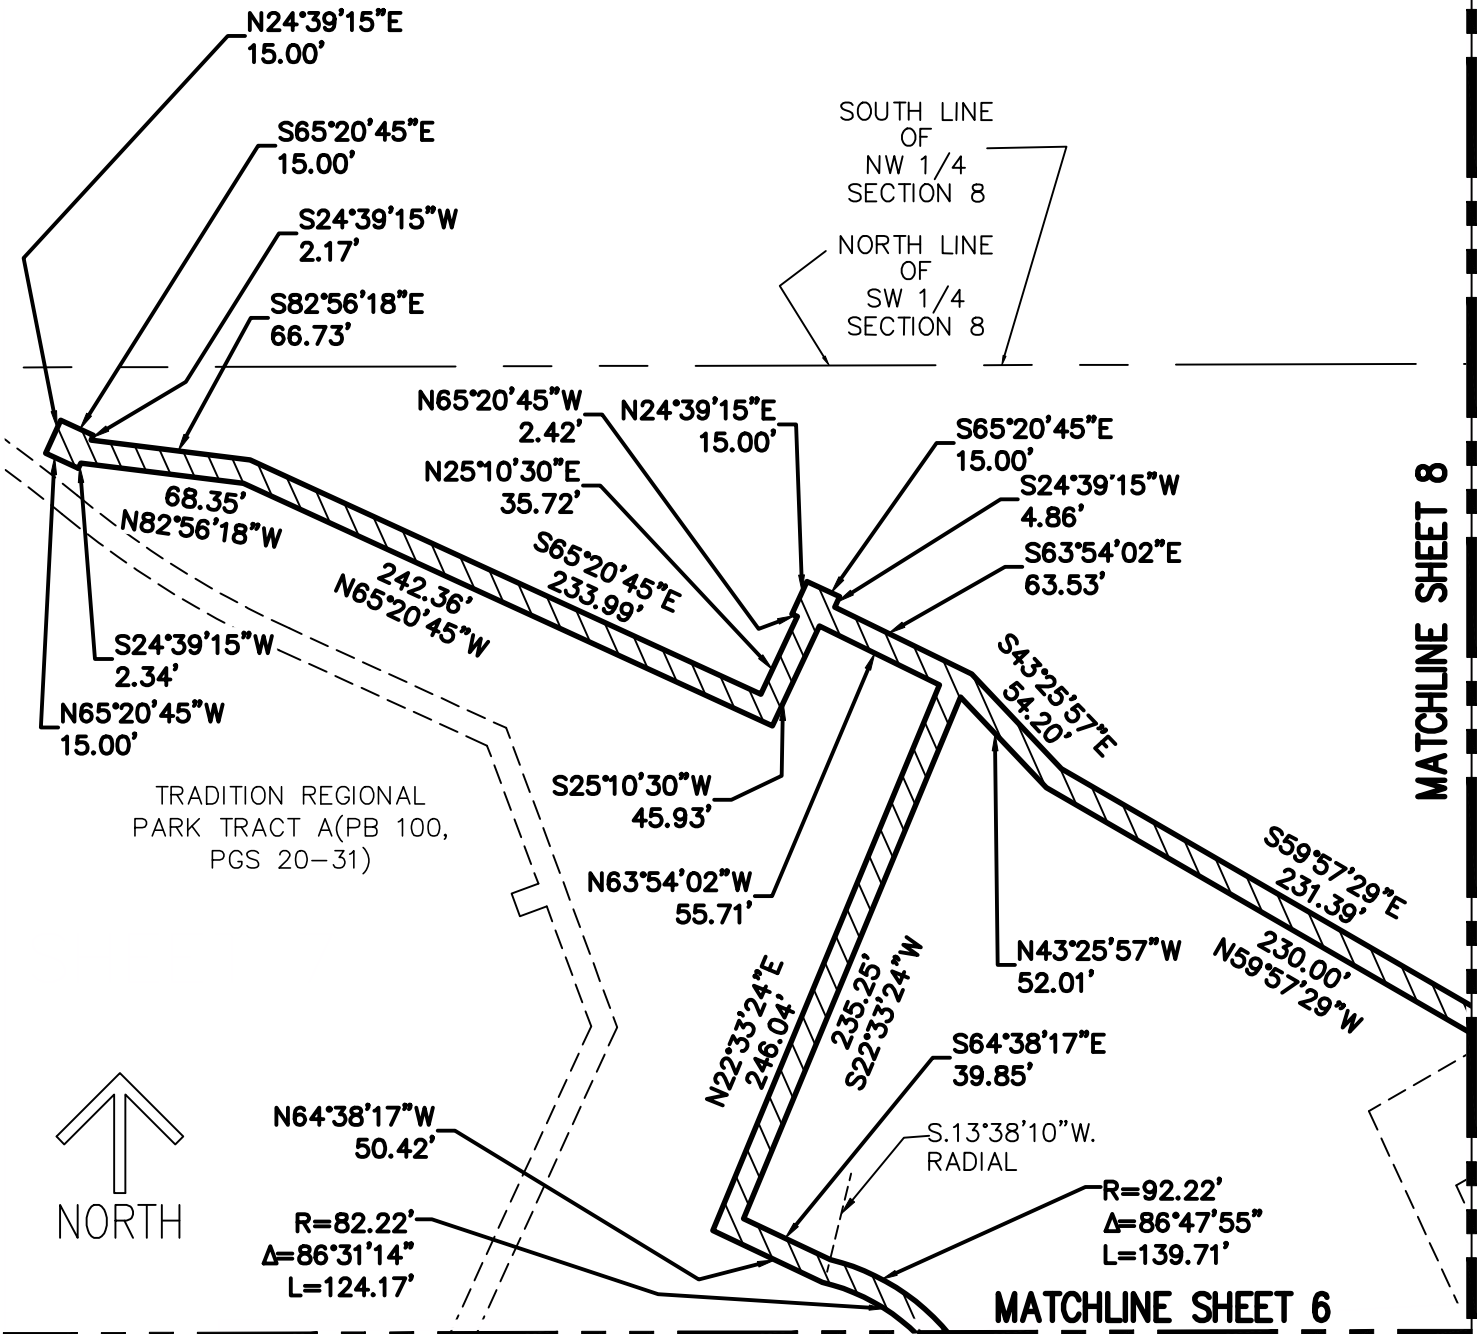 N24°39'15"E
15.00'
S65°20'45"E
15.00'
S24°39'15"W
2.17'
S82°56'18"E
66.73'
SOUTH LINE
OF
NW 1/4
SECTION 8
NORTH LINE
OF
SW 1/4
SECTION 8
N65°20'45"W
2.42'
N24°39'15"E
15.00'
S65°20'45"E
15.00'
N25°10'30"E
35.72'
S24°39'15"W
4.86'
S63°54'02"E
63.53'
68.35'
N82°56'18"W
S65°20'45"E
233.99'
242.36'
N65°20'45"W
S24°39'15"W
2.34'
N65°20'45"W
15.00'
S43°25'57"E
54.20'
MATCHLINE SHEET 8
TRADITION REGIONAL
PARK TRACT A(PB 100,
PGS 20-31)
S25°10'30"W
45.93'
N63°54'02"W
55.71'
S59°57'29"E
231.39'
230.00'
N59°57'29"W
N43°25'57"W
52.01'
N22°33'24"E
246.04'
235.25'
S22°33'24"W
S64°38'17"E
39.85'
N64°38'17"W
50.42'
S.13°38'10"W.
RADIAL
NORTH
R=82.22'
Δ=86°31'14"
L=124.17'
R=92.22'
Δ=86°47'55"
L=139.71'
MATCHLINE SHEET 6